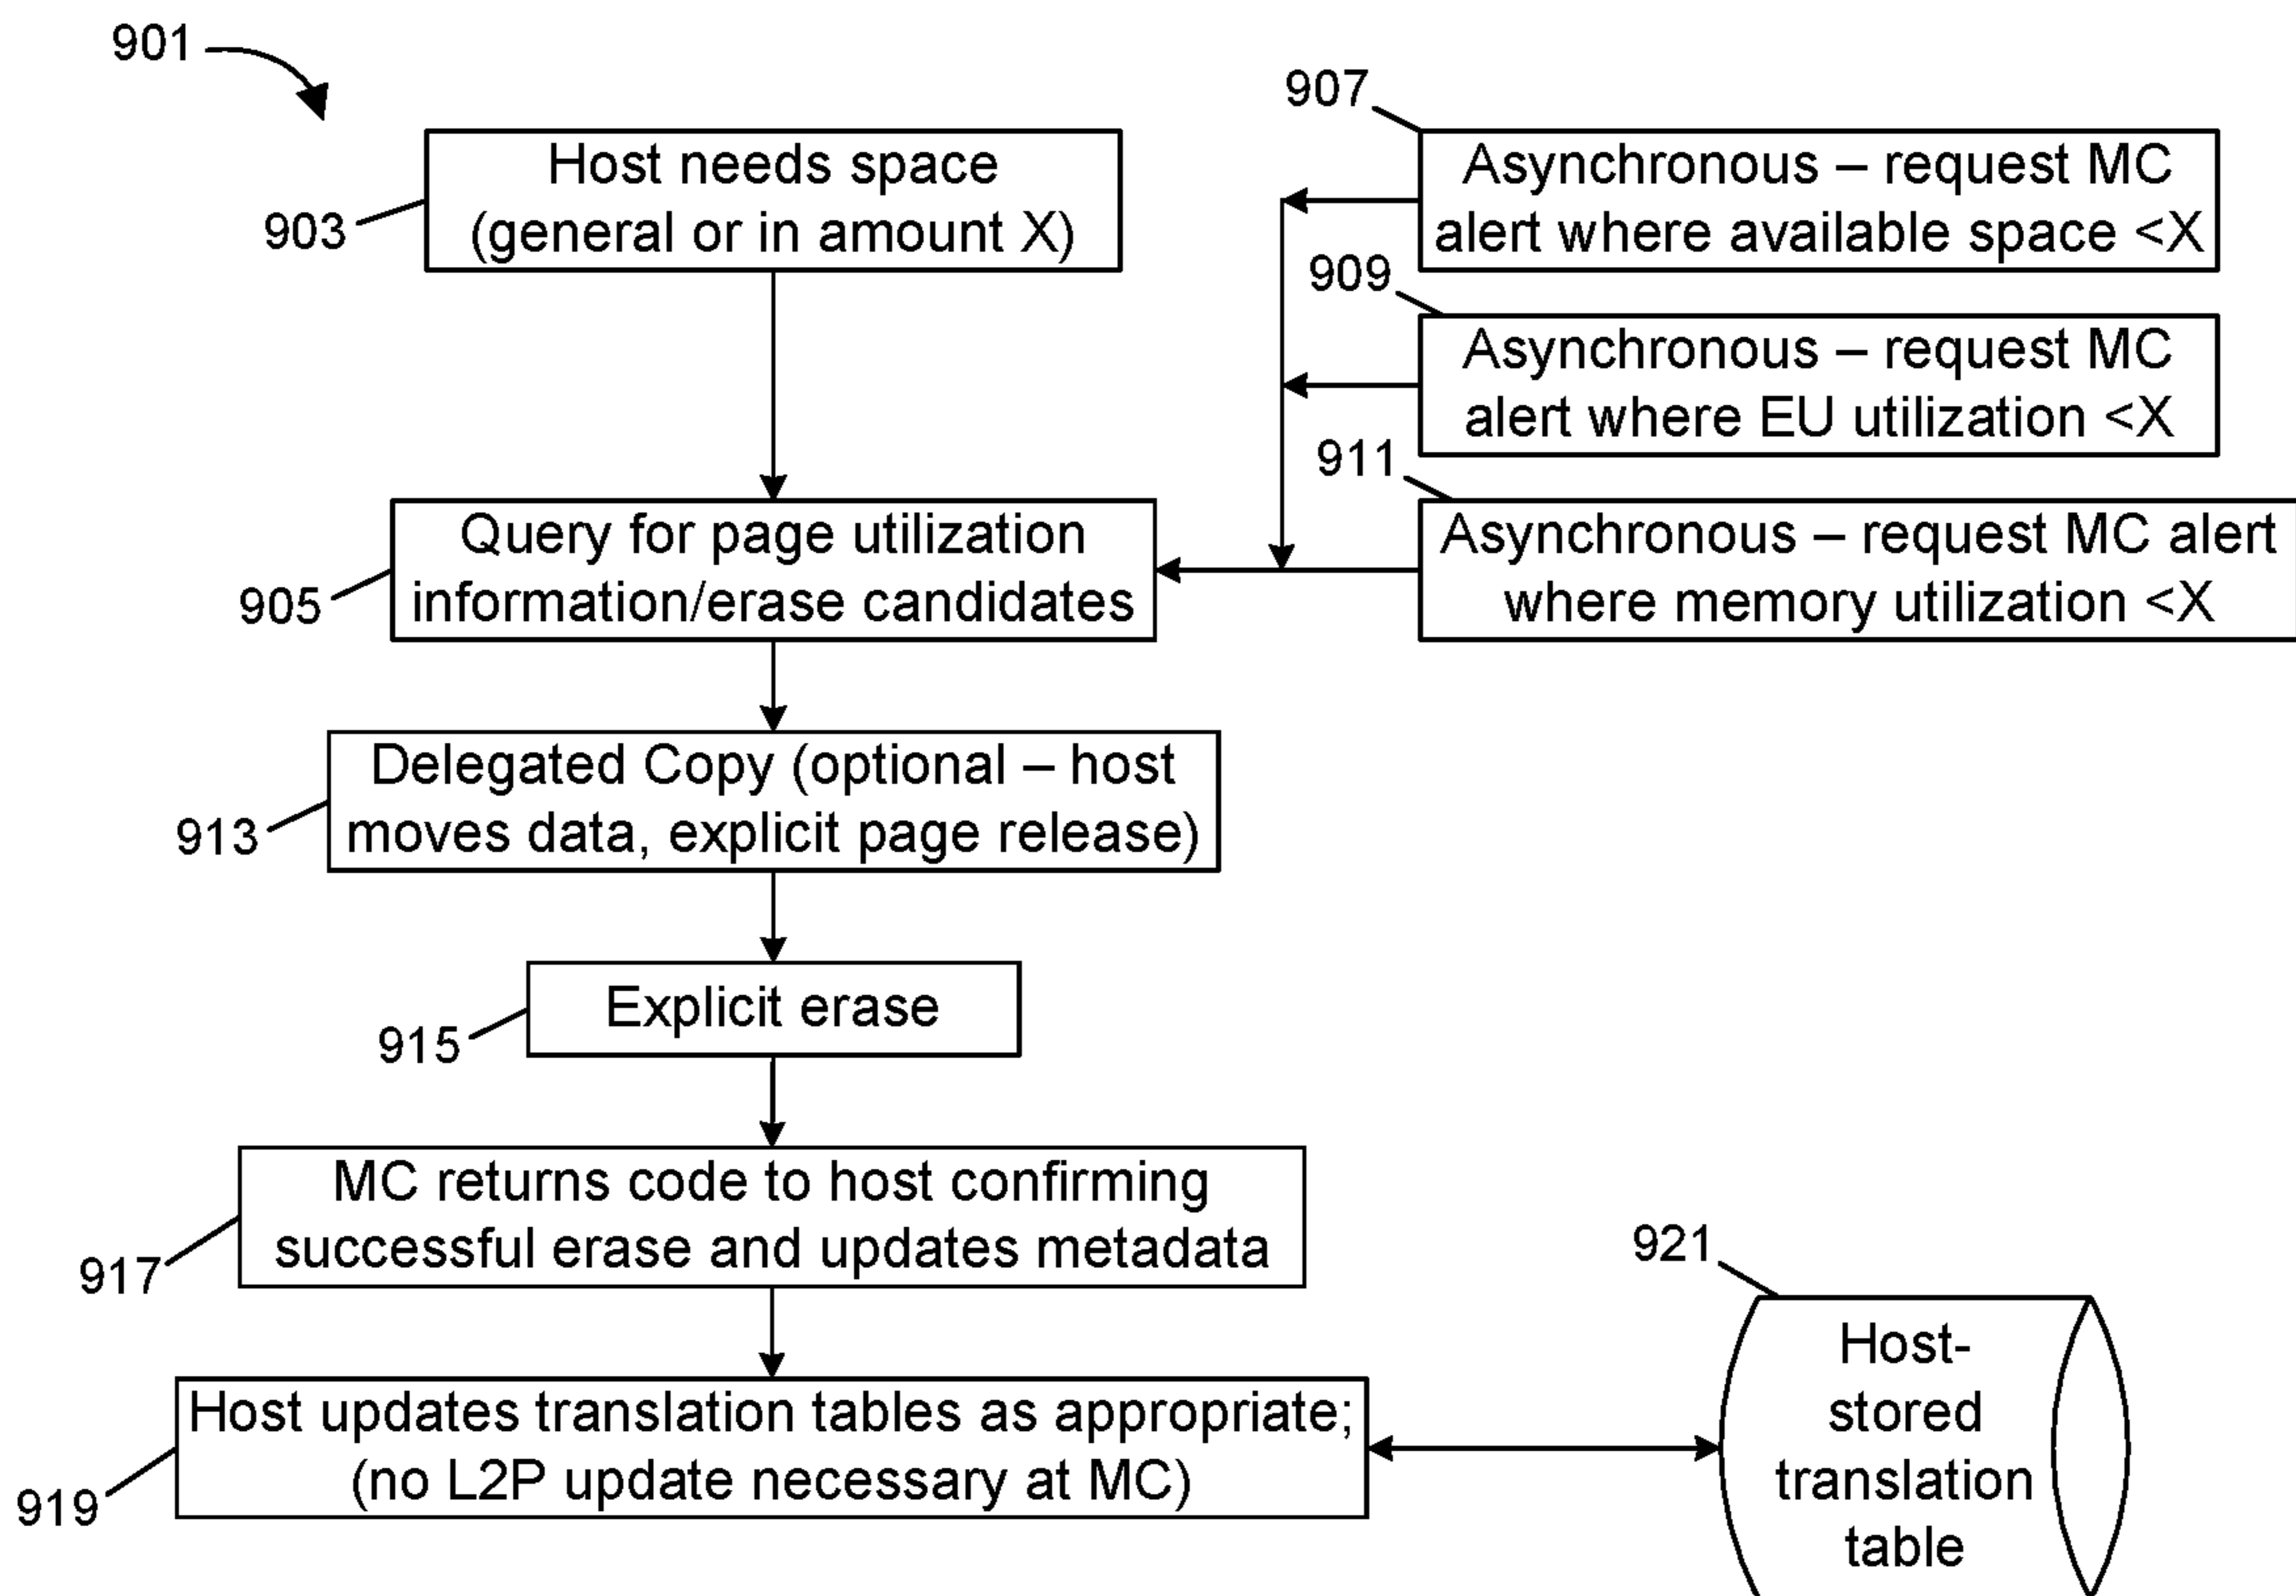 901
907
Host needs space
(general or in amount X)
903
Asynchronous – request MC
alert where available space <X
909
Asynchronous – request MC
alert where EU utilization <X
911
Query for page utilization
information/erase candidates
905
Asynchronous – request MC alert
where memory utilization <X
Delegated Copy (optional – host
moves data, explicit page release)
913
Explicit erase
915
MC returns code to host confirming
successful erase and updates metadata
917
921
Host updates translation tables as appropriate;
(no L2P update necessary at MC)
919
Host-
stored
translation
table